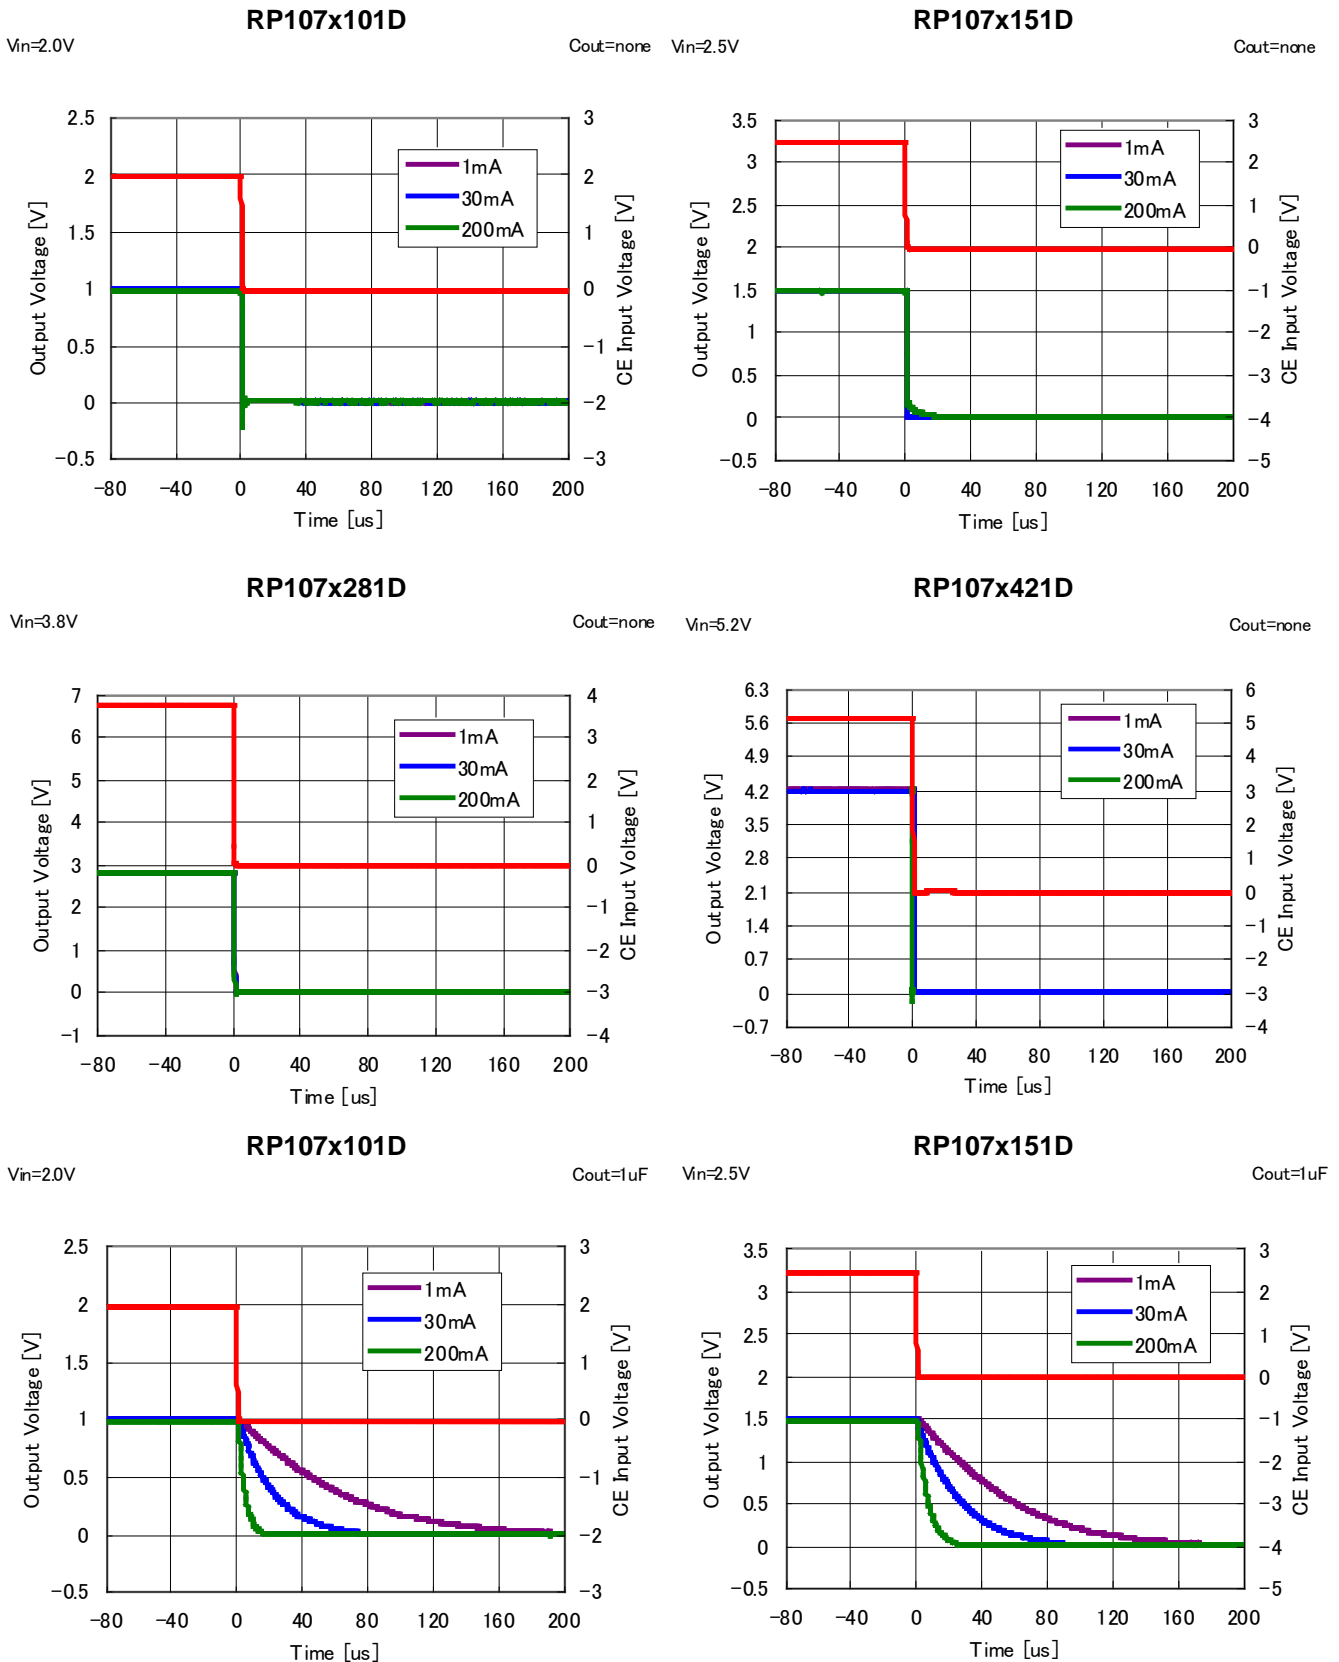 RP107x101D
Vin=2.0V
Cout=none
2.5
2
1.5
1
0.5
0
-0.5
3
2
1
0
-1
-2
-3
1mA
30mA
200mA
Output Voltage [V]
CE Input Voltage [V]
-80 -40 0 40 80 120 160 200
Time [us]
RP107x151D
Vin=2.5V
Cout=none
3.5
3
2.5
2
1.5
1
0.5
0
-0.5
3
2
1
0
-1
-2
-3
-4
-5
1mA
30mA
200mA
Output Voltage [V]
CE Input Voltage [V]
-80 -40 0 40 80 120 160 200
Time [us]
RP107x281D
Vin=3.8V
Cout=none
7
6
5
4
3
2
1
0
-1
4
3
2
1
0
-1
-2
-3
-4
1mA
30mA
200mA
Output Voltage [V]
CE Input Voltage [V]
-80 -40 0 40 80 120 160 200
Time [us]
RP107x421D
Vin=5.2V
Cout=none
6.3
5.6
4.9
4.2
3.5
2.8
2.1
1.4
0.7
0
-0.7
6
5
4
3
2
1
0
-1
-2
-3
-4
1mA
30mA
200mA
Output Voltage [V]
CE Input Voltage [V]
-80 -40 0 40 80 120 160 200
Time [us]
RP107x101D
Vin=2.0V
Cout=1uF
2.5
2
1.5
1
0.5
0
-0.5
3
2
1
0
-1
-2
-3
1mA
30mA
200mA
Output Voltage [V]
CE Input Voltage [V]
-80 -40 0 40 80 120 160 200
Time [us]
RP107x151D
Vin=2.5V
Cout=1uF
3.5
3
2.5
2
1.5
1
0.5
0
-0.5
3
2
1
0
-1
-2
-3
-4
-5
1mA
30mA
200mA
Output Voltage [V]
CE Input Voltage [V]
-80 -40 0 40 80 120 160 200
Time [us]